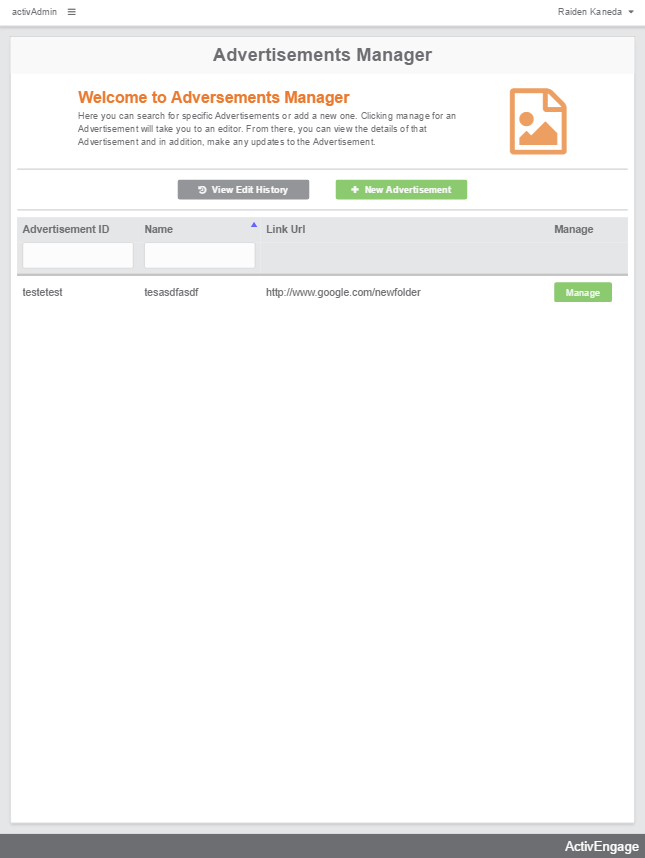 activAdmin
Raiden Kaneda
Advertisements Manager
Welcome to Adversements Manager
Here you can search for specific Advertisements or add a new one. Clicking manage for an
Advertisement will take you to an editor. From there, you can view the details of that
Advertisement and in addition, make any updates to the Advertisement.
View Edit History
New Advertisement
Advertisement ID Name Link Url Manage
testetest tesasdfasdf http://www.google.com/newfolder Manage
ActivEngage